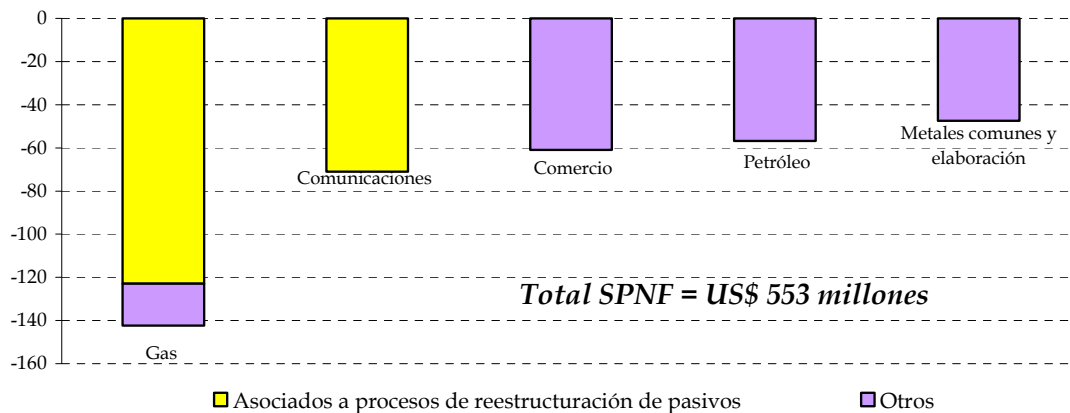 0
-20
-40
-60
-80
-100
-120
-140
-160
Gas
Comunicaciones
Comercio
Petróleo
Metales comunes y
elaboración
Total SPNF = US$ 553 millones
Asociados a procesos de reestructuración de pasivos
Otros